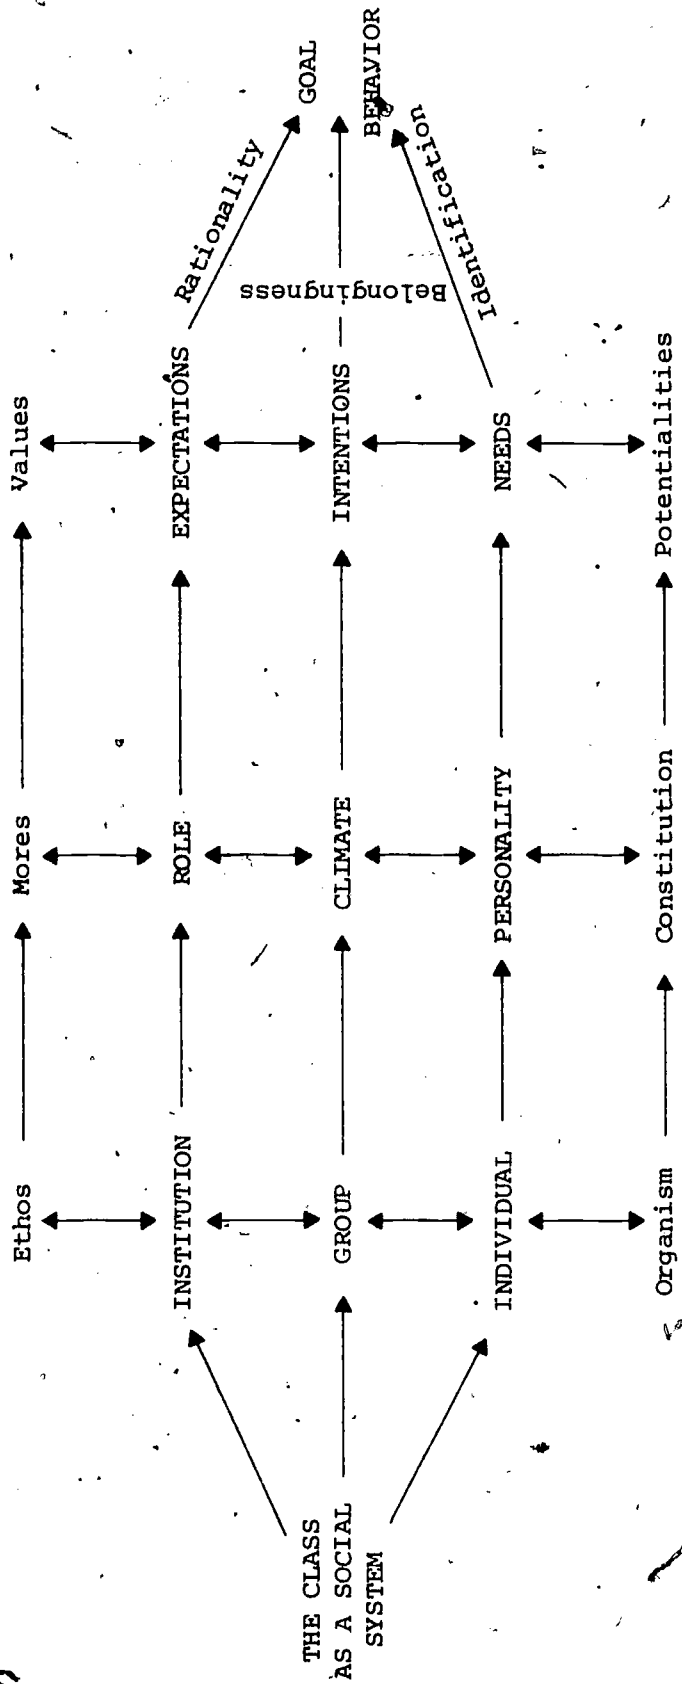 Ethos Mores Values
INSTITUTION ROLE EXPECTATIONS Rationality
THE CLASS
AS A SOCIAL
SYSTEM
GROUP CLIMATE INTENTIONS Belongingness
GOAL
BEHAVIOR
INDIVIDUAL PERSONALITY NEEDS Identification
Organism Constitution Potentialities